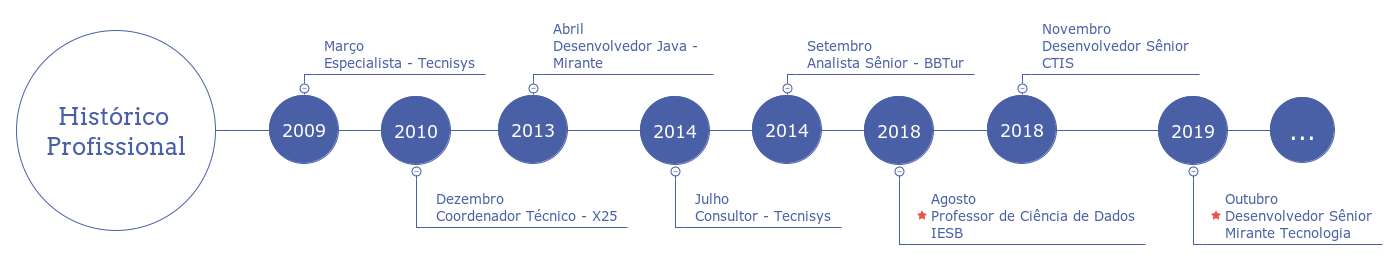 Histórico
Profissional
2009
Março
Especialista - Tecnisys
2010
Dezembro
Coordenador Técnico - X25
2013
Abril
Desenvolvedor Java -
Mirante
2014
Julho
Consultor - Tecnisys
2014
Setembro
Analista Sênior - BBTur
2018
Agosto
Professor de Ciência de Dados
IESB
2018
Novembro
Desenvolvedor Sênior
CTIS
2019
Outubro
Desenvolvedor Sênior
Mirante Tecnologia
...